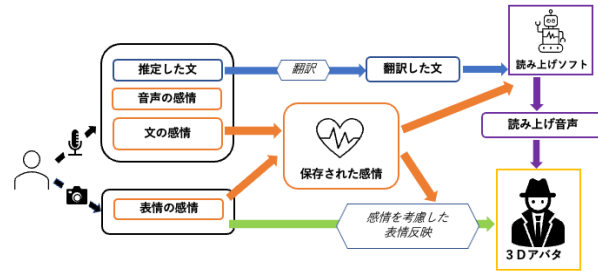 推定した文
翻訳
翻訳した文
読み上げソフト
音声の感情
文の感情
保存された感情
読み上げ音声
表情の感情
感情を考慮した
表情反映
３Ｄアバタ